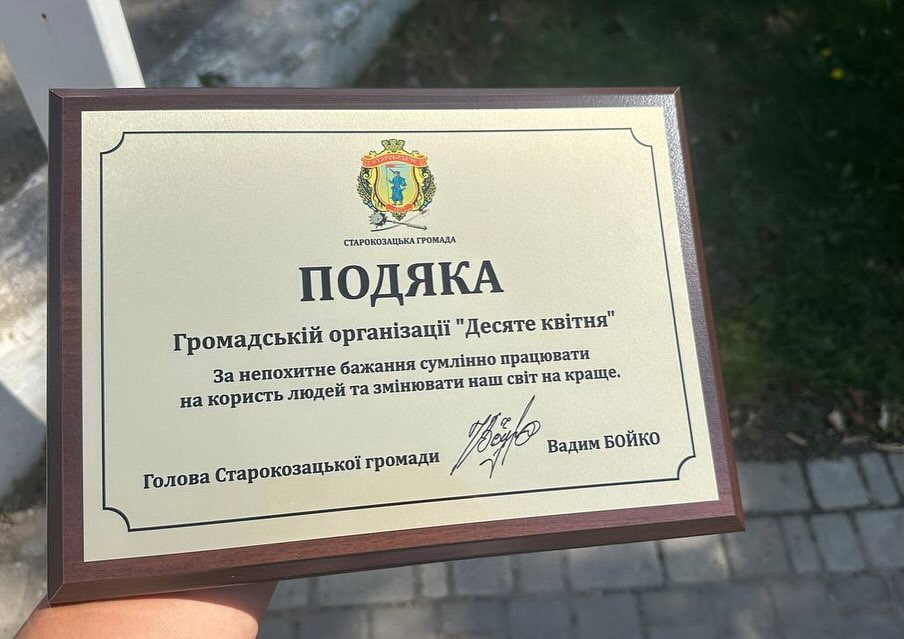 СТАРОКОЗАЦЬКА ГРОМАДА
ПОДЯКА
Громадській організації "Десяте квітня"
За непохитне бажання сумлінно працювати
на користь людей та змінювати наш світ на краще.
Голова Старокозацької громади Вадим БОЙКО